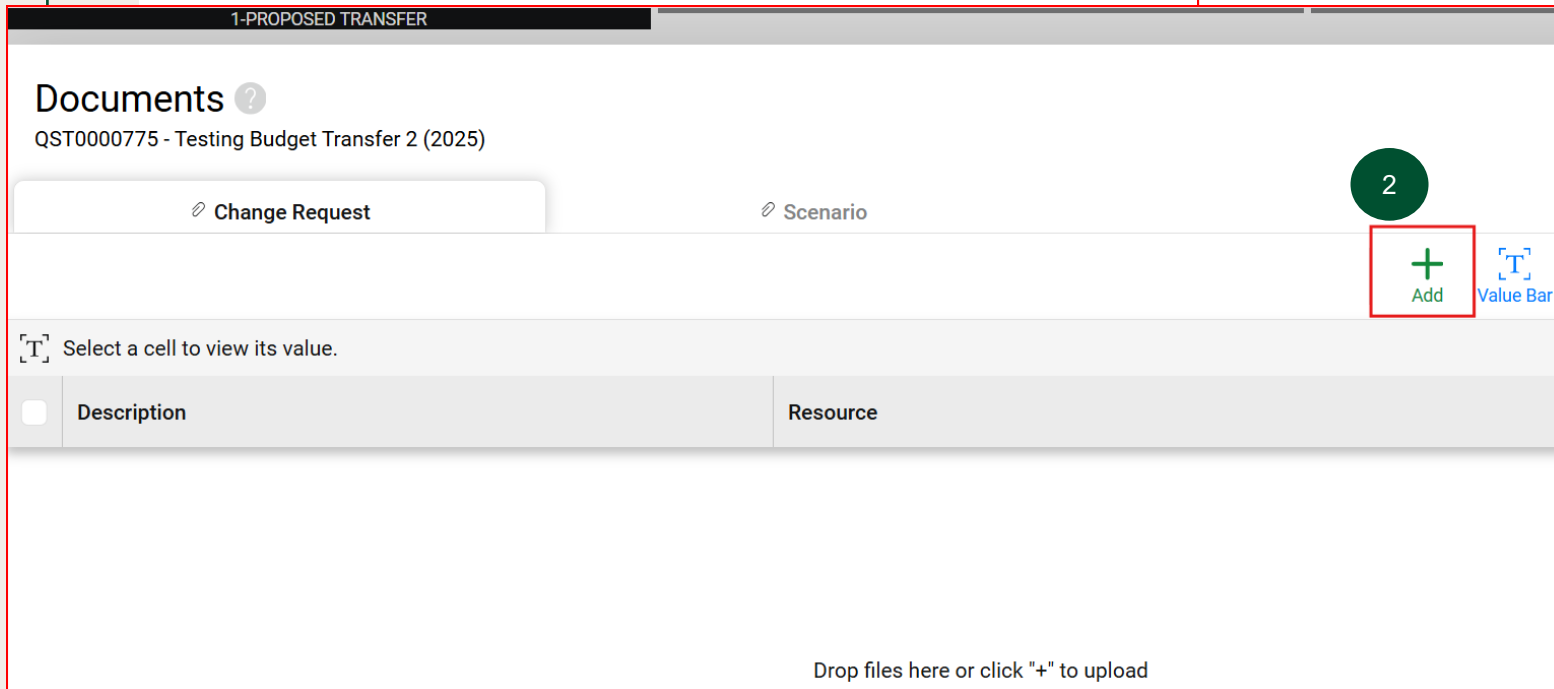 1-PROPOSED TRANSFER
Documents ?
QST0000775 - Testing Budget Transfer 2 (2025)
2
Change Request
Scenario
Add
[T]
Value Bar
[T] Select a cell to view its value.
Description
Resource
Drop files here or click "+" to upload